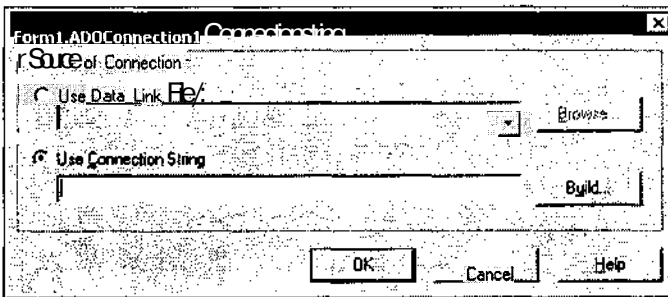 Form1.ADOConnection1 Connectionstring
Source of Connection
Use Data Link File:
Browse...
Use Connection String
Build...
OK
Cancel
Help